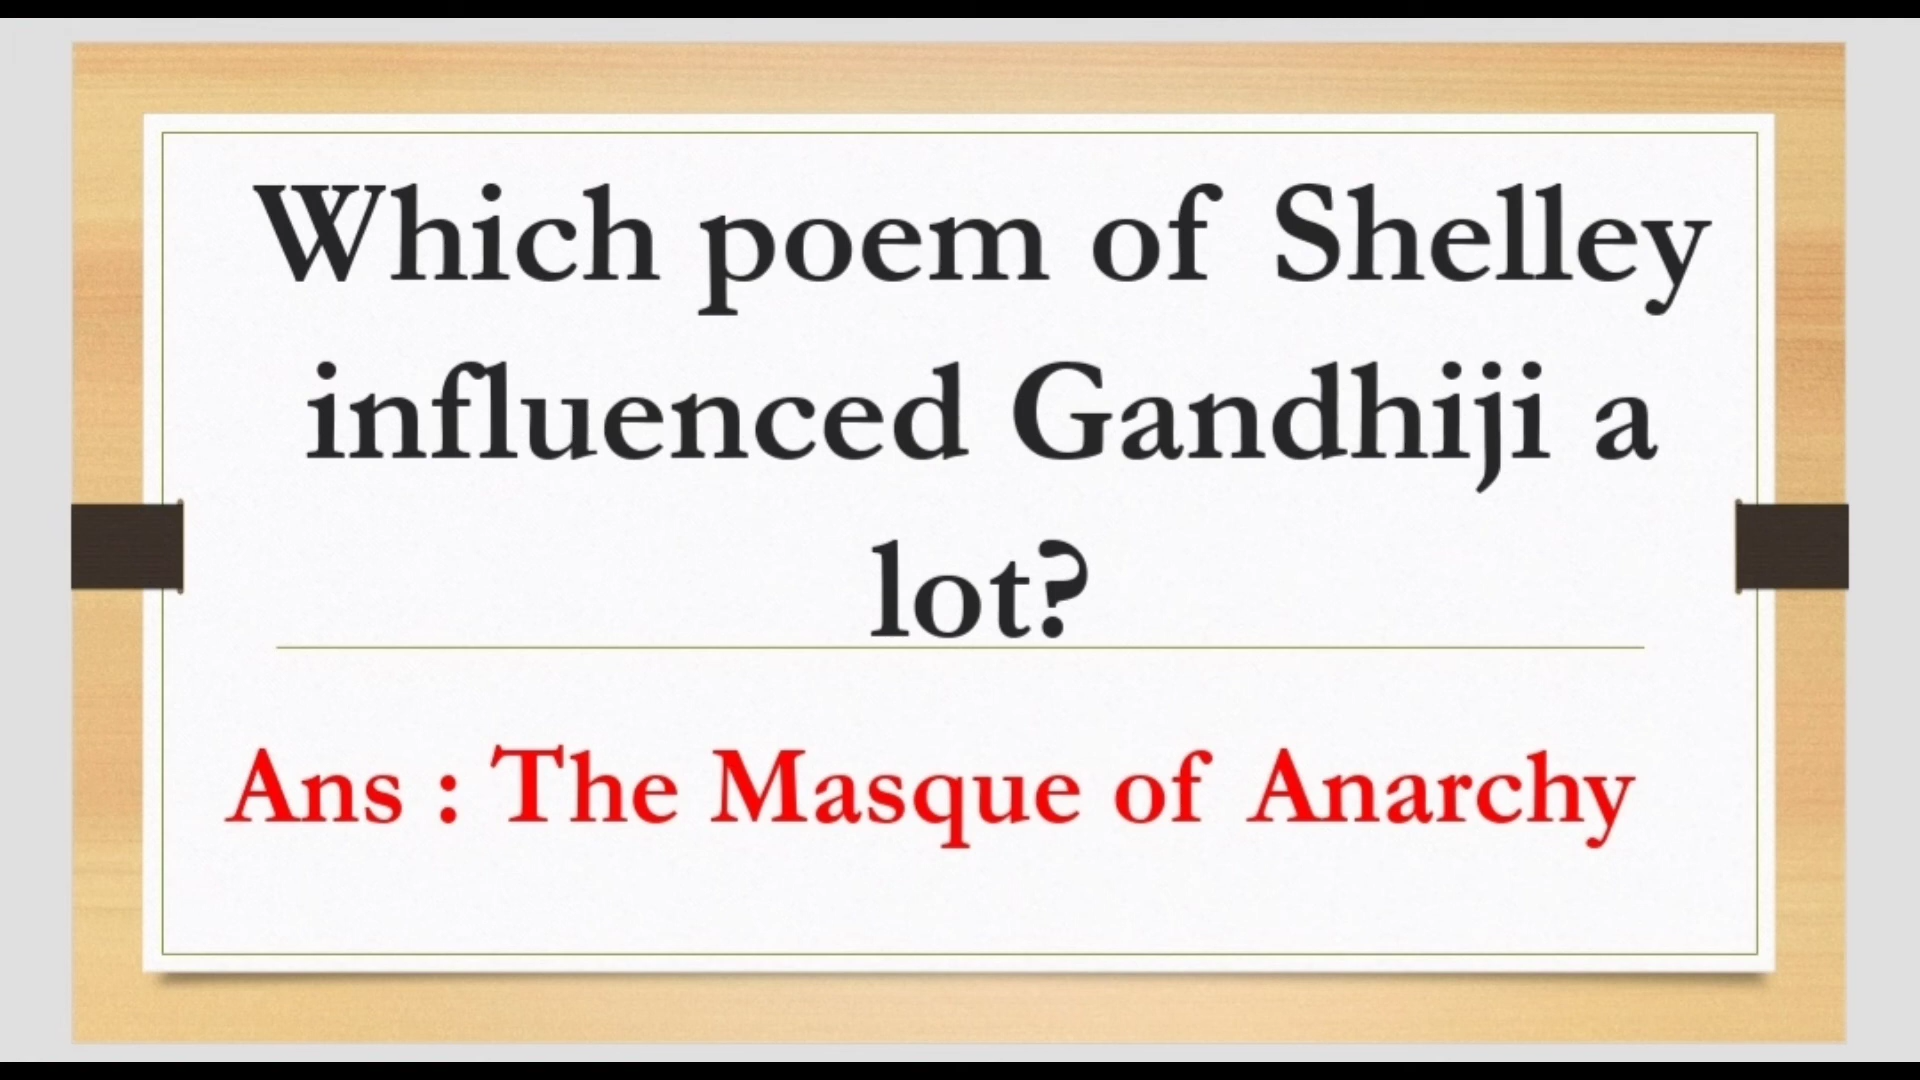 Which poem of Shelley
influenced Gandhiji a
lot?
Ans : The Masque of Anarchy